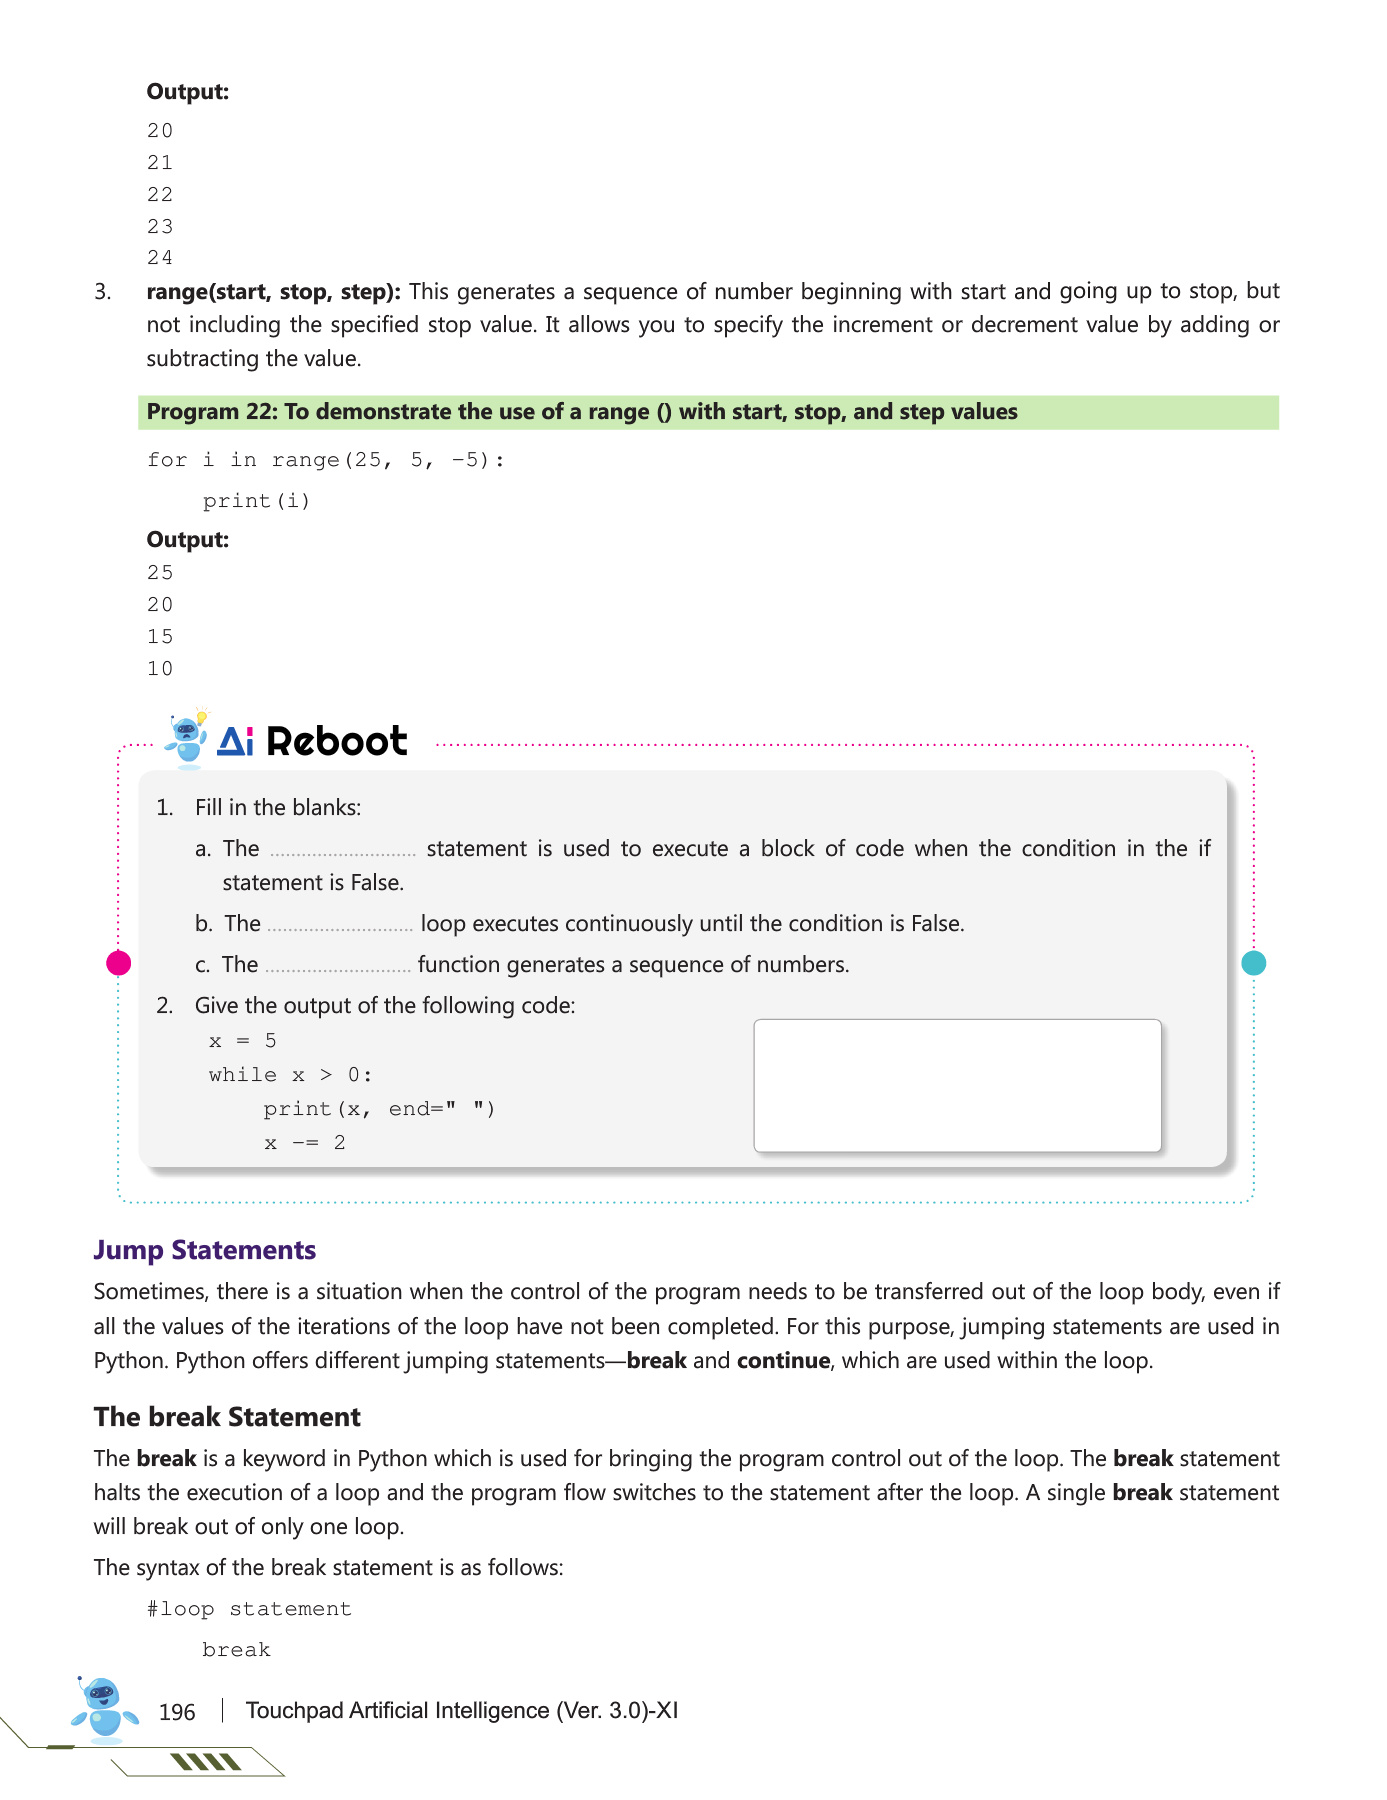 Output:
20
21
22
23
24
3. range(start, stop, step): This generates a sequence of number beginning with start and going up to stop, but
not including the specified stop value. It allows you to specify the increment or decrement value by adding or
subtracting the value.
Program 22: To demonstrate the use of a range () with start, stop, and step values
for i in range(25, 5, -5):
    print(i)
Output:
25
20
15
10
Ai Reboot
1. Fill in the blanks:
a. The ............................ statement is used to execute a block of code when the condition in the if
statement is False.
b. The ............................ loop executes continuously until the condition is False.
c. The ............................ function generates a sequence of numbers.
2. Give the output of the following code:
x = 5
while x > 0:
    print(x, end=" ")
    x -= 2
Jump Statements
Sometimes, there is a situation when the control of the program needs to be transferred out of the loop body, even if
all the values of the iterations of the loop have not been completed. For this purpose, jumping statements are used in
Python. Python offers different jumping statements—break and continue, which are used within the loop.
The break Statement
The break is a keyword in Python which is used for bringing the program control out of the loop. The break statement
halts the execution of a loop and the program flow switches to the statement after the loop. A single break statement
will break out of only one loop.
The syntax of the break statement is as follows:
#loop statement
    break
196 | Touchpad Artificial Intelligence (Ver. 3.0)-XI